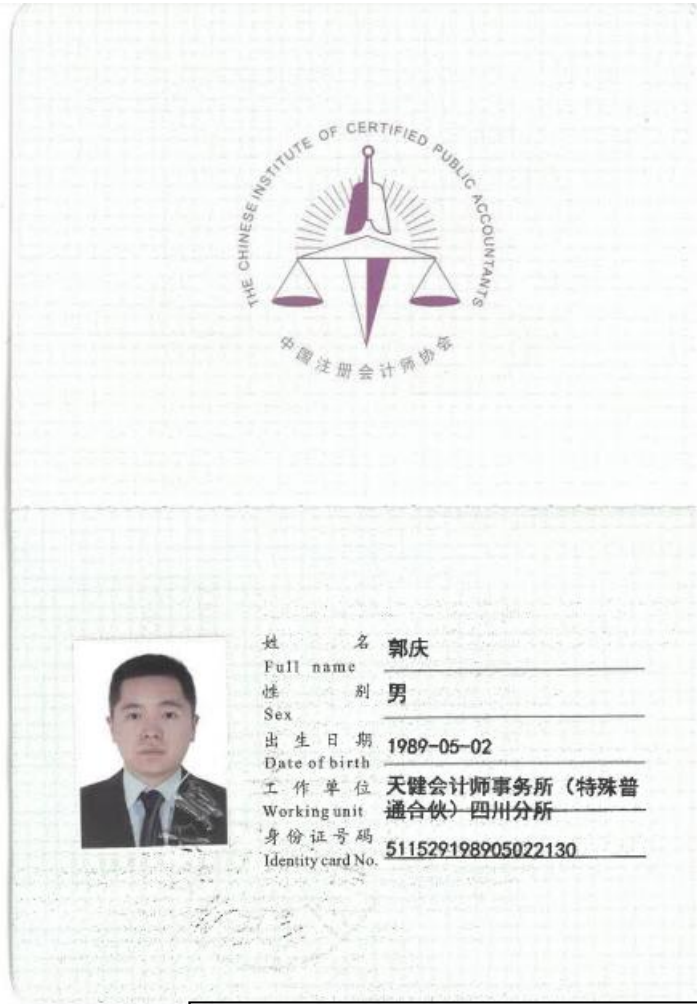 THE CHINESE INSTITUTE OF CERTIFIED PUBLIC ACCOUNTANTS
中国注册会计师协会
姓 名 郭庆
Full name
性 别 男
Sex
出生日期 1989-05-02
Date of birth
工作单位 天健会计师事务所（特殊普
Working unit 通合伙）四川分所
身份证号码 511529198905022130
Identity card No.